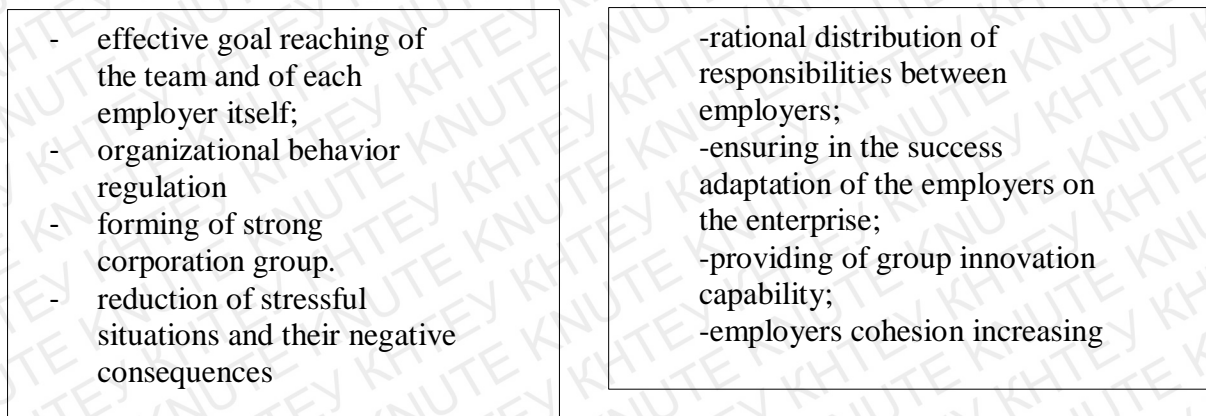 - effective goal reaching of
the team and of each
employer itself;
- organizational behavior
regulation
- forming of strong
corporation group.
- reduction of stressful
situations and their negative
consequences
-rational distribution of
responsibilities between
employers;
-ensuring in the success
adaptation of the employers on
the enterprise;
-providing of group innovation
capability;
-employers cohesion increasing